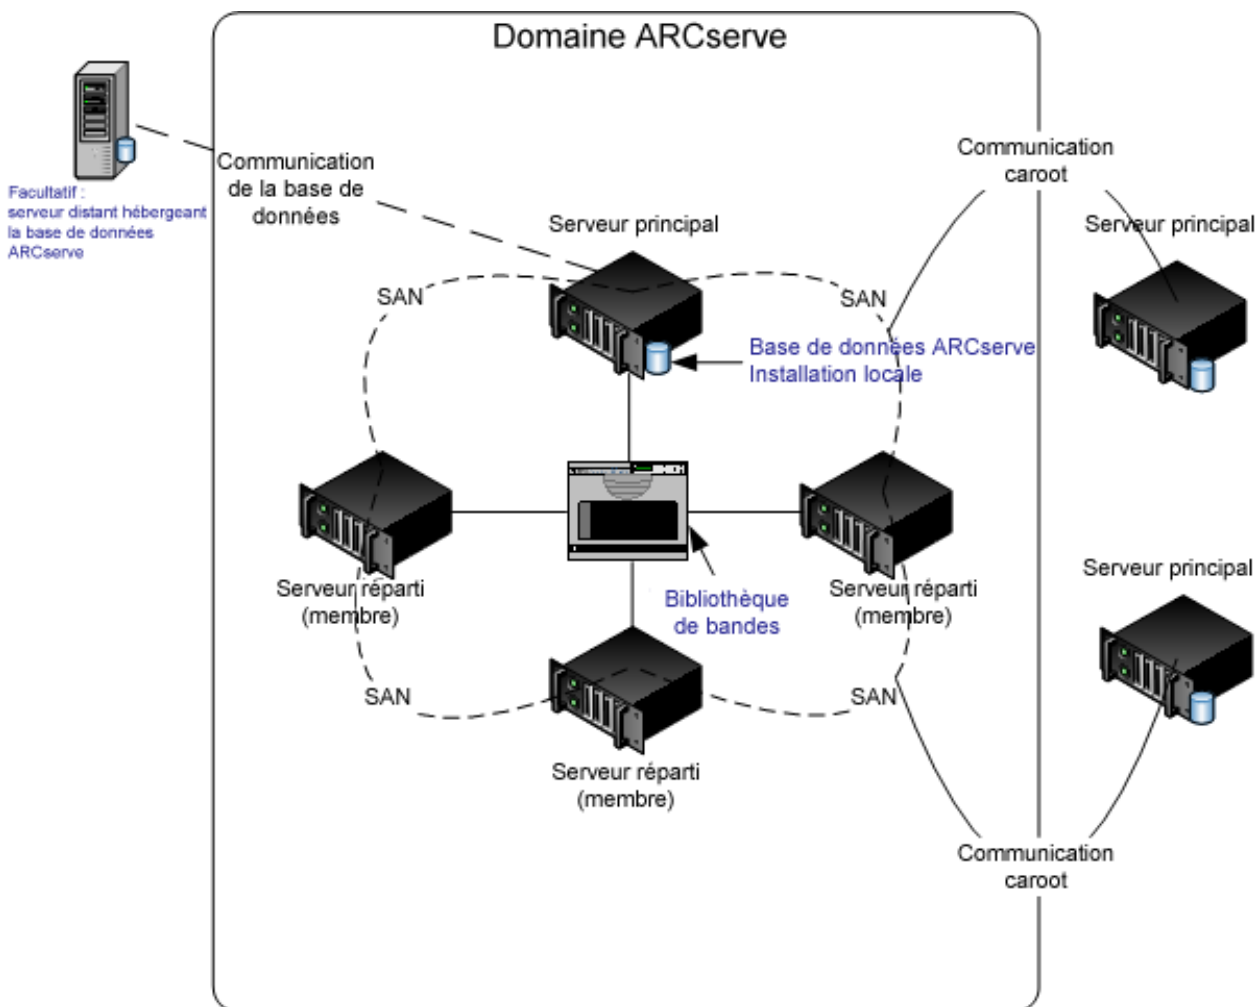 Domaine ARCserve
Facultatif :
serveur distant hébergeant
la base de données
ARCserve
Communication
de la base de
données
Communication
caroot
Serveur principal
Serveur principal
SAN
SAN
Base de données ARCserve
Installation locale
Serveur réparti
(membre)
Bibliothèque
de bandes
Serveur réparti
(membre)
Serveur principal
SAN
SAN
Serveur réparti
(membre)
Communication
caroot